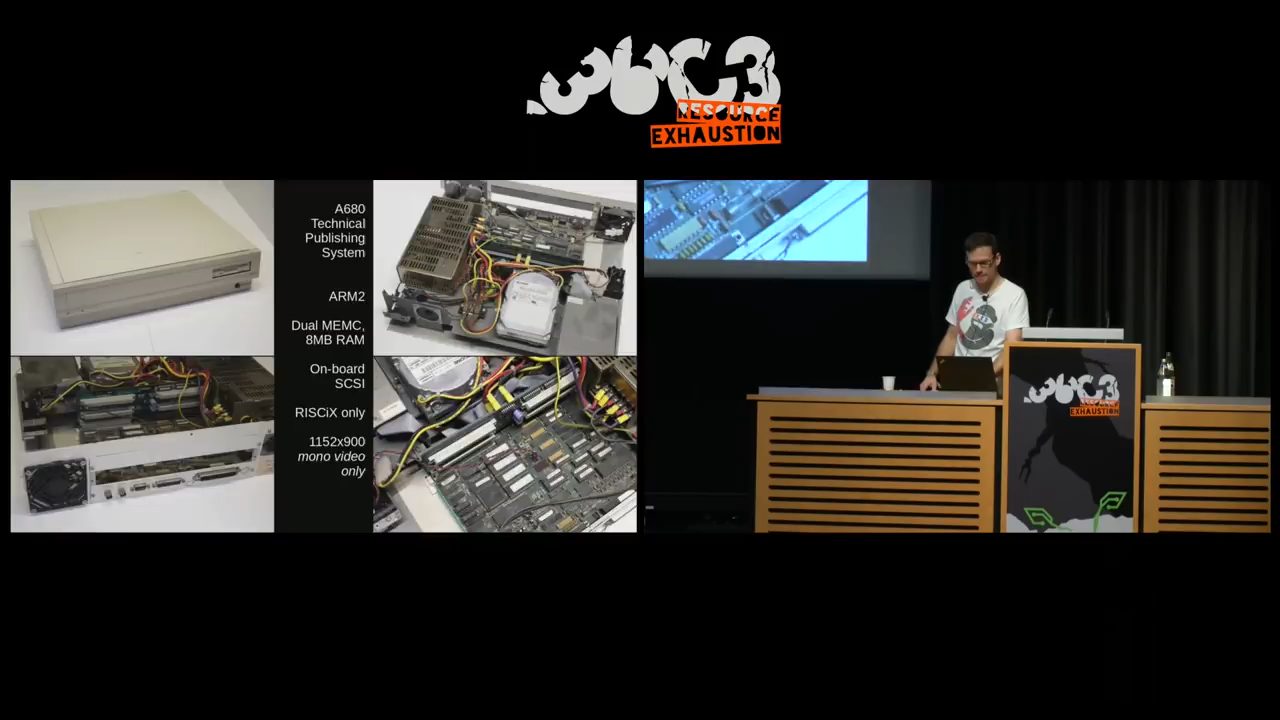 36C3
RESOURCE
EXHAUSTION
A680
Technical
Publishing
System
ARM2
Dual MEMC,
8MB RAM
On-board
SCSI
RISCiX only
1152x900
mono video
only
36C3
RESOURCE
EXHAUSTION